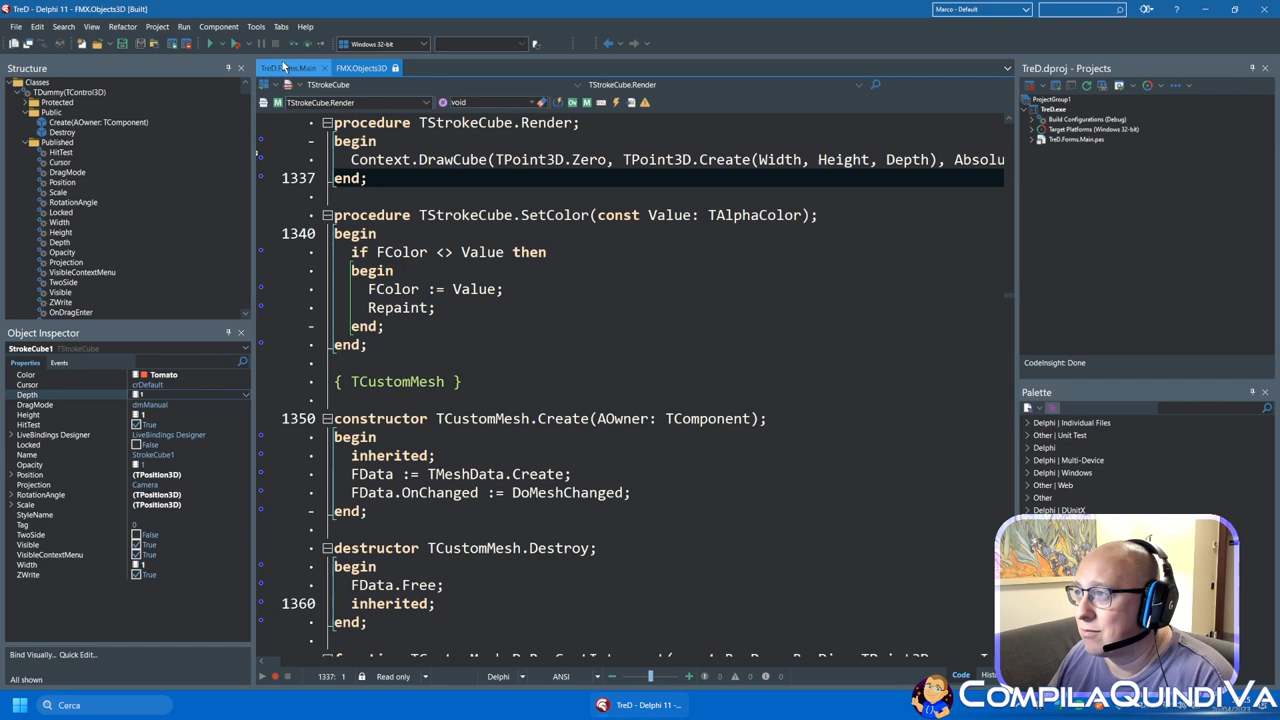 TreD - Delphi 11 - FMX.Objects3D [Built]
Marco - Default
File Edit Search View Refactor Project Run Component Tools Tabs Help
Windows 32-bit
Structure
TreD.Forms.Main
FMX.Objects3D
TreD.dproj - Projects
Classes
TDummy(TControl3D)
Protected
Public
Create(AOwner: TComponent)
Destroy
Published
HitTest
Cursor
DragMode
Position
Scale
RotationAngle
Locked
Width
Height
Depth
Opacity
Projection
VisibleContextMenu
TwoSide
Visible
ZWrite
OnDragEnter
Object Inspector
StrokeCube1 TStrokeCube
Properties Events
Color Tomato
Cursor crDefault
Depth 1
DragMode dmManual
Height 1
HitTest True
LiveBindings Designer LiveBindings Designer
Locked False
Name StrokeCube1
Opacity 1
Position (TPosition3D)
Projection Camera
RotationAngle (TPosition3D)
Scale (TPosition3D)
StyleName
Tag 0
TwoSide False
Visible True
VisibleContextMenu True
Width 1
ZWrite True
Bind Visually... Quick Edit...
All shown
TStrokeCube
TStrokeCube.Render
TStrokeCube.Render
void
procedure TStrokeCube.Render;
begin
Context.DrawCube(TPoint3D.Zero, TPoint3D.Create(Width, Height, Depth), Absolu
1337 end;
procedure TStrokeCube.SetColor(const Value: TAlphaColor);
1340 begin
if FColor <> Value then
begin
FColor := Value;
Repaint;
end;
end;
{ TCustomMesh }
1350 constructor TCustomMesh.Create(AOwner: TComponent);
begin
inherited;
FData := TMeshData.Create;
FData.OnChanged := DoMeshChanged;
end;
destructor TCustomMesh.Destroy;
begin
FData.Free;
1360 inherited;
end;
1337: 1 Read only Delphi ANSI 0 0 0 Code
ProjectGroup1
TreD.exe
Build Configurations (Debug)
Target Platforms (Windows 32-bit)
TreD.Forms.Main.pas
CodeInsight: Done
Palette
Delphi | Individual Files
Other | Unit Test
Delphi
Delphi | Multi-Device
Delphi | Windows
Other | Web
Other
Delphi | DUnitX
Cerca
TreD - Delphi 11 -...
COMPILAQUINDIVA